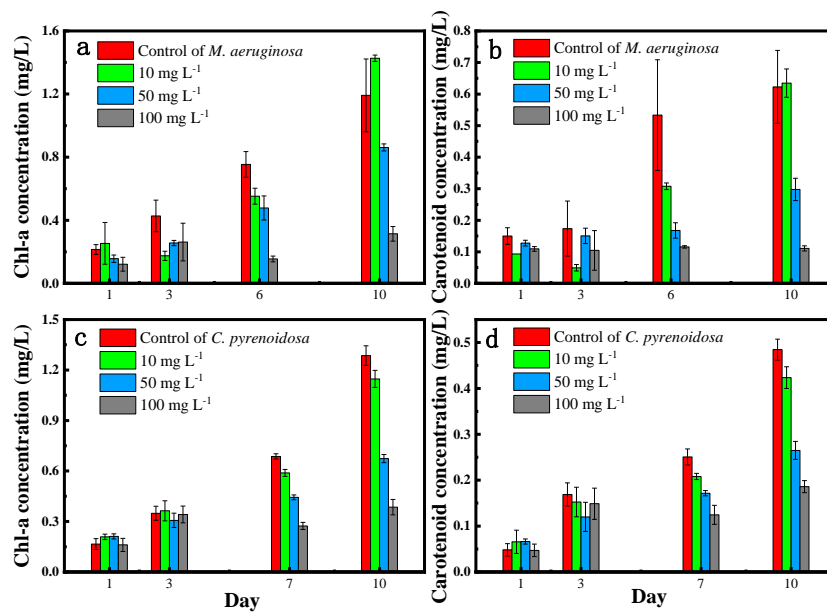 a
Control of M. aeruginosa
10 mg L-1
50 mg L-1
100 mg L-1
Chl-a concentration (mg/L)
1.6
1.2
0.8
0.4
0.0
1 3 6 10
b
Control of M. aeruginosa
10 mg L-1
50 mg L-1
100 mg L-1
Carotenoid concentration (mg/L)
0.8
0.7
0.6
0.5
0.4
0.3
0.2
0.1
0.0
1 3 6 10
c
Control of C. pyrenoidosa
10 mg L-1
50 mg L-1
100 mg L-1
Chl-a concentration (mg/L)
1.5
1.2
0.9
0.6
0.3
0.0
1 3 7 10
Day
d
Control of C. pyrenoidosa
10 mg L-1
50 mg L-1
100 mg L-1
Carotenoid concentration (mg/L)
0.5
0.4
0.3
0.2
0.1
0.0
1 3 7 10
Day